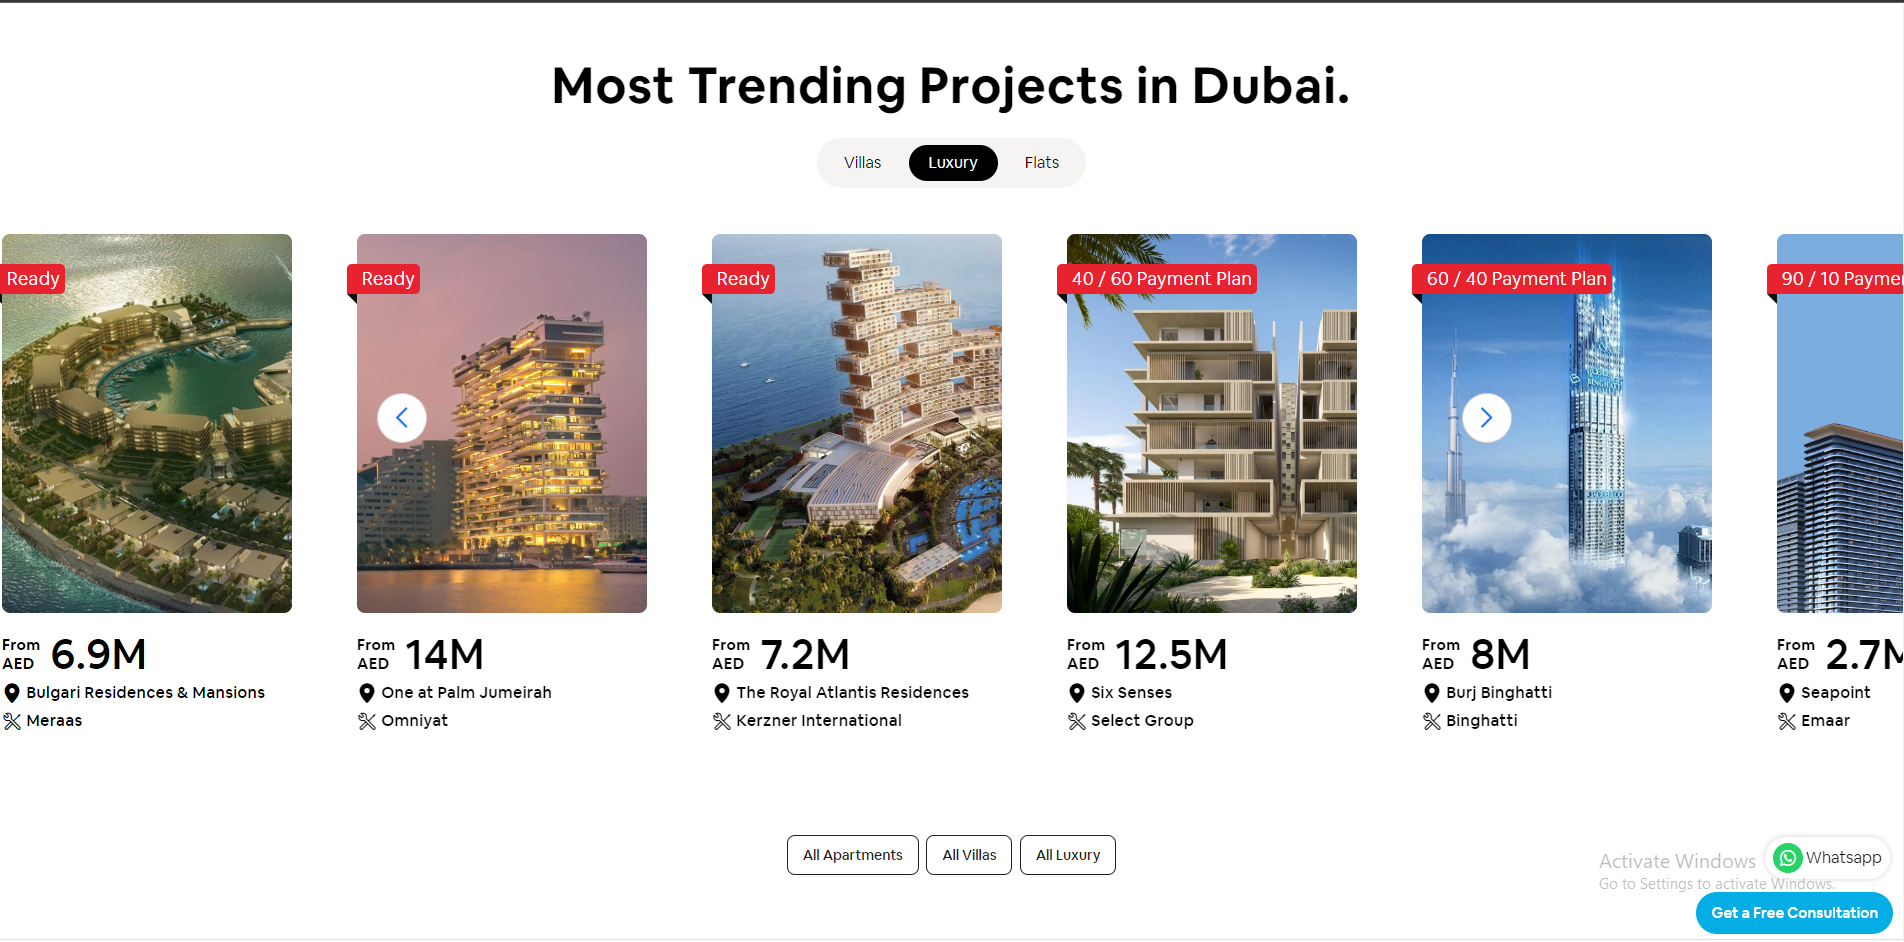 Most Trending Projects in Dubai.
Villas
Luxury
Flats
Ready
Ready
Ready
40 / 60 Payment Plan
60 / 40 Payment Plan
90 / 10
BINGHATTI
From AED 6.9M
Bulgari Residences & Mansions
Meraas
From AED 14M
One at Palm Jumeirah
Omniyat
From AED 7.2M
The Royal Atlantis Residences
Kerzner International
From AED 12.5M
Six Senses
Select Group
From AED 8M
Burj Binghatti
Binghatti
From AED 2.7M
Seapoint
Emaar
All Apartments
All Villas
All Luxury
Activate Windows
Go to Settings to activate Windows.
Whatsapp
Get a Free Consultation